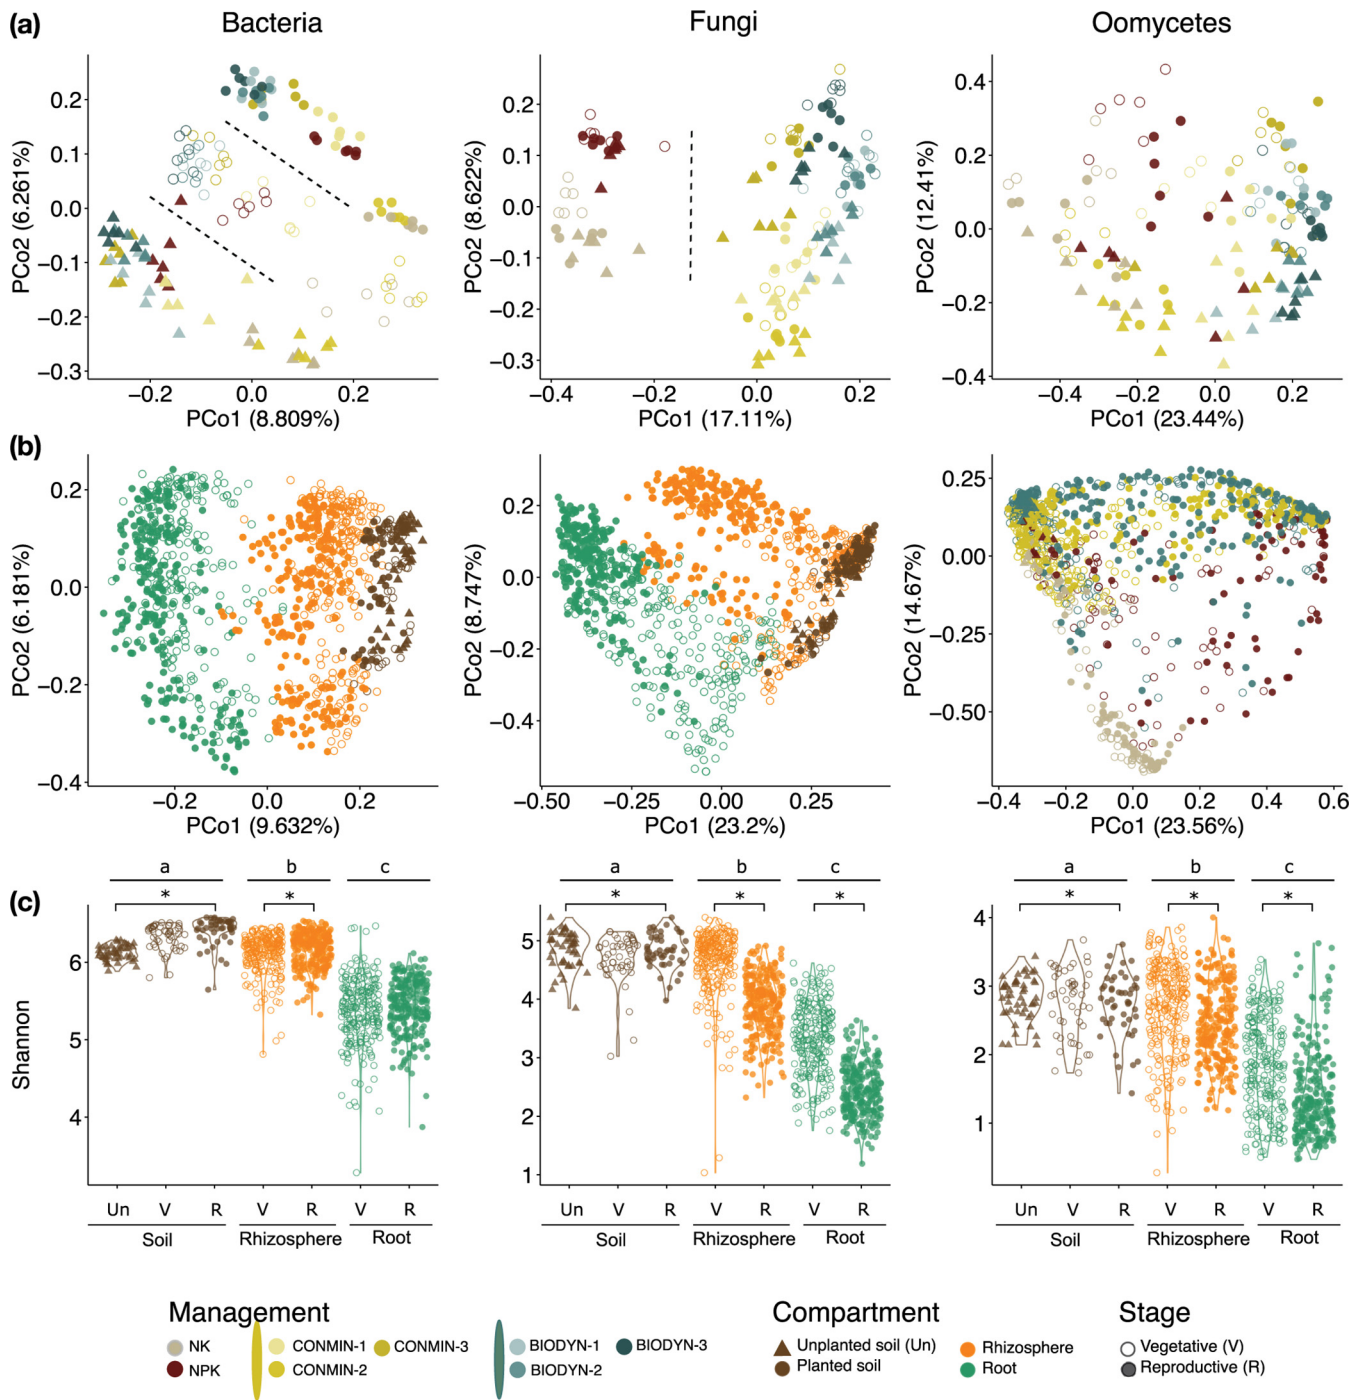 (a)
Bacteria
Fungi
Oomycetes
PCo2 (6.261%)
0.2
0.1
0.0
−0.1
−0.2
−0.3
−0.2
0.0
0.2
PCo1 (8.809%)
PCo2 (8.622%)
0.2
0.1
0.0
−0.1
−0.2
−0.3
−0.4
−0.2
0.0
0.2
PCo1 (17.11%)
PCo2 (12.41%)
0.4
0.2
0.0
−0.2
−0.4
−0.4
−0.2
0.0
0.2
PCo1 (23.44%)
(b)
PCo2 (6.181%)
0.2
0.0
−0.2
−0.4
−0.2
0.0
0.2
PCo1 (9.632%)
PCo2 (8.747%)
0.2
0.0
−0.2
−0.4
−0.50
−0.25
0.00
0.25
PCo1 (23.2%)
PCo2 (14.67%)
0.25
0.00
−0.25
−0.50
−0.4
−0.2
0.0
0.2
0.4
0.6
PCo1 (23.56%)
(c)
Shannon
a b c
* *
6
5
4
Un V R V R V R
Soil Rhizosphere Root
a b c
* * *
5
4
3
2
1
Un V R V R V R
Soil Rhizosphere Root
a b c
* * *
4
3
2
1
Un V R V R V R
Soil Rhizosphere Root
Management
NK
NPK
CONMIN-1
CONMIN-2
CONMIN-3
BIODYN-1
BIODYN-2
BIODYN-3
Compartment
Unplanted soil (Un)
Planted soil
Rhizosphere
Root
Stage
Vegetative (V)
Reproductive (R)